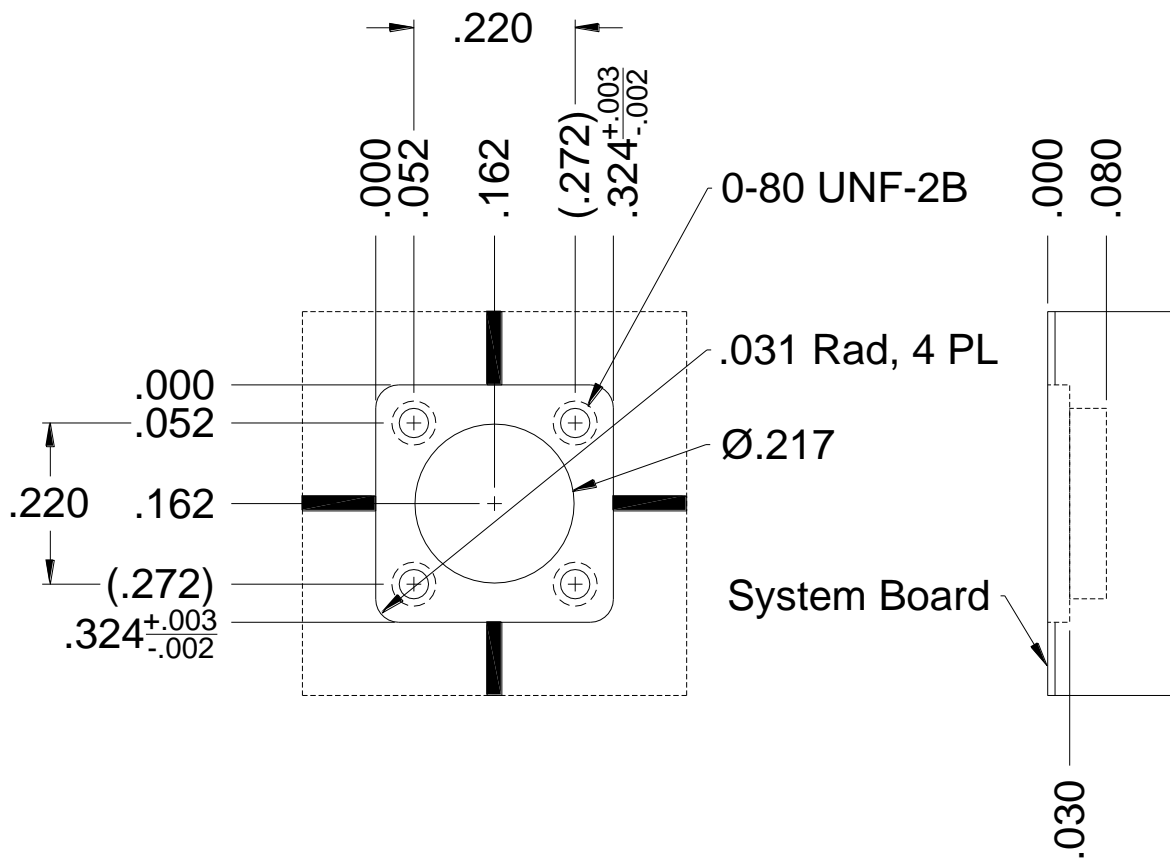 .220
.000
.052
.162
(.272)
.324 +.003 -.002
.000
.080
0-80 UNF-2B
.031 Rad, 4 PL
.000
.052
Ø.217
.220
.162
(.272)
System Board
.324 +.003 -.002
.030